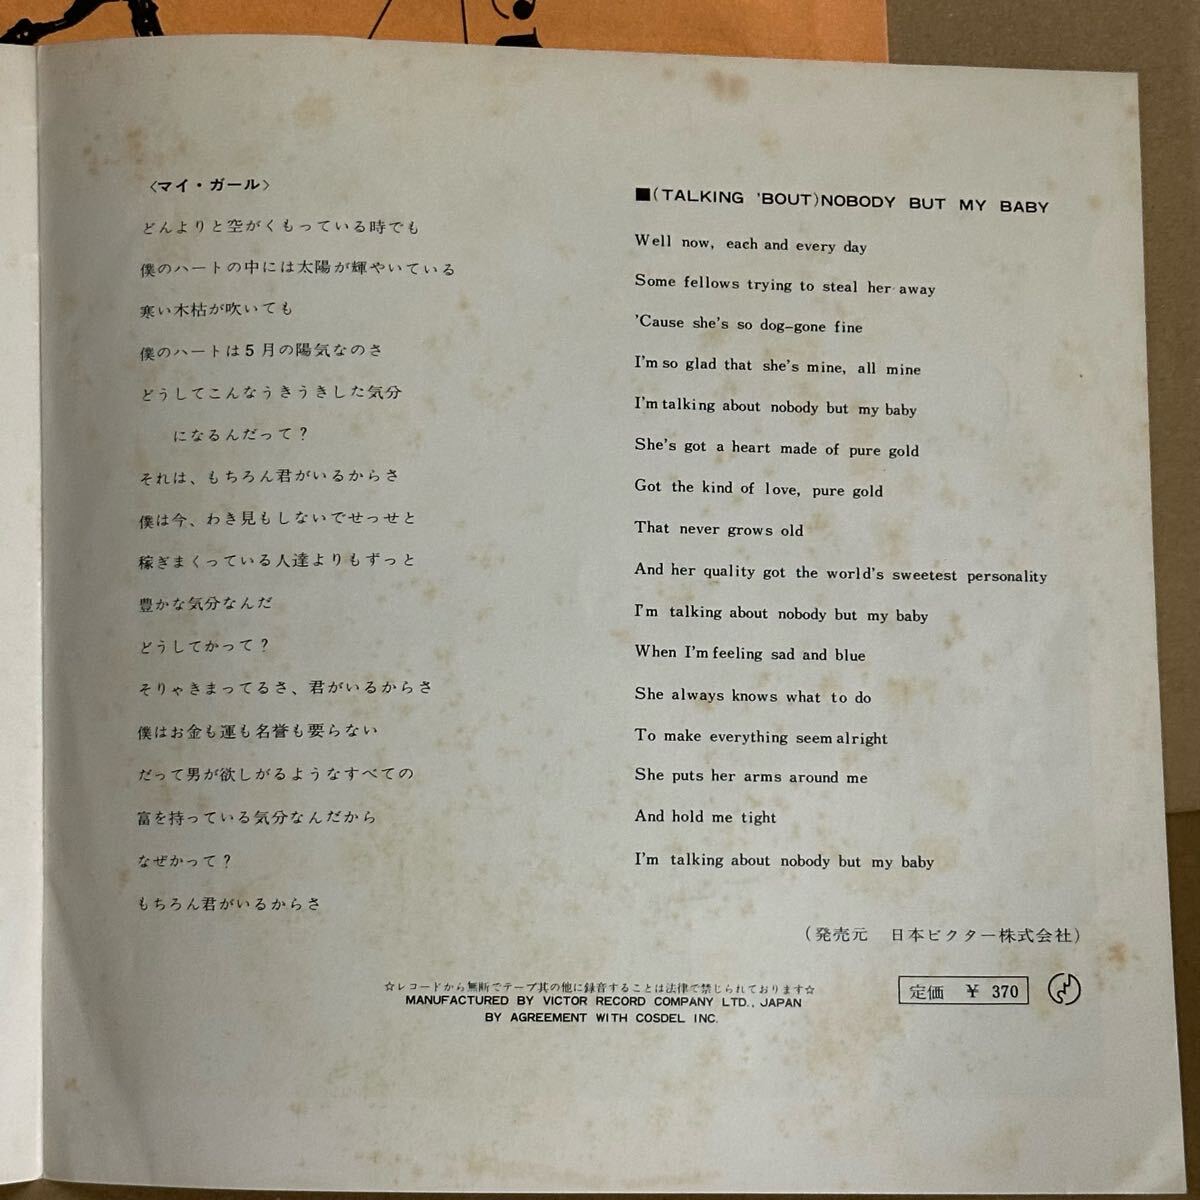 〈マイ・ガール〉
どんよりと空がくもっている時でも
僕のハートの中には太陽が輝やいている
寒い木枯が吹いても
僕のハートは5月の陽気なのさ
どうしてこんなうきうきした気分
になるんだって？
それは、もちろん君がいるからさ
僕は今、わき見もしないでせっせと
稼ぎまくっている人達よりもずっと
豊かな気分なんだ
どうしてかって？
そりゃきまってるさ、君がいるからさ
僕はお金も運も名誉も要らない
だって男が欲しがるようなすべての
富を持っている気分なんだから
なぜかって？
もちろん君がいるからさ
■(TALKING 'BOUT)NOBODY BUT MY BABY
Well now, each and every day
Some fellows trying to steal her away
'Cause she's so dog-gone fine
I'm so glad that she's mine, all mine
I'm talking about nobody but my baby
She's got a heart made of pure gold
Got the kind of love, pure gold
That never grows old
And her quality got the world's sweetest personality
I'm talking about nobody but my baby
When I'm feeling sad and blue
She always knows what to do
To make everything seem alright
She puts her arms around me
And hold me tight
I'm talking about nobody but my baby
(発売元 日本ビクター株式会社)
☆レコードから無断でテープ其の他に録音することは法律で禁じられております☆
MANUFACTURED BY VICTOR RECORD COMPANY LTD., JAPAN
BY AGREEMENT WITH COSDEL INC.
定価 ¥ 370